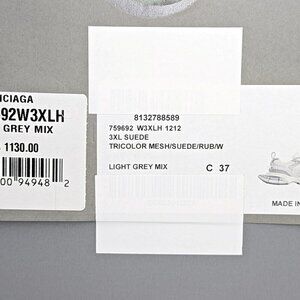 NCIAGA
92W3XLH
GREY MIX
1130.00
00 94948 2
8132788589
759692 W3XLH 1212
3XL SUEDE
TRICOLOR MESH/SUEDE/RUB/W
LIGHT GREY MIX C 37
MADE IN